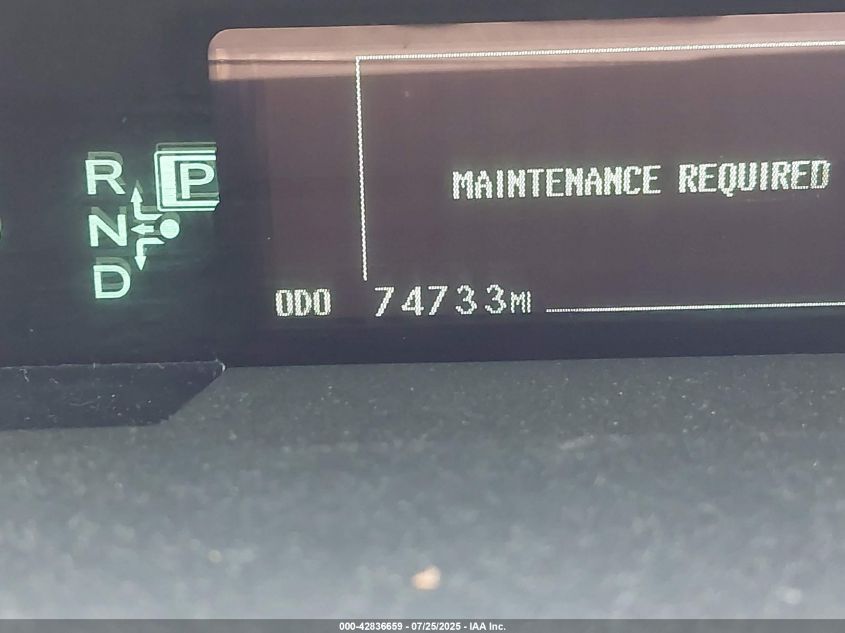 R P
N
D
MAINTENANCE REQUIRED
ODO 74733MI
000-42836659 - 07/25/2025 - IAA Inc.